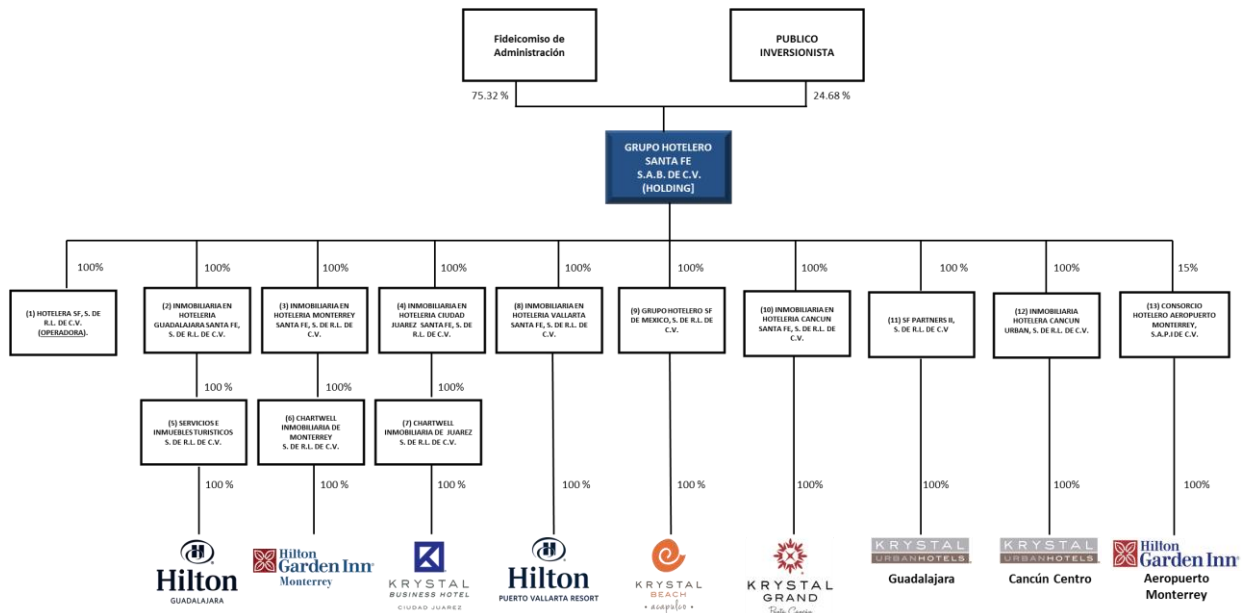 Fideicomiso de
Administración
PUBLICO
INVERSIONISTA
75.32 %
24.68 %
GRUPO HOTELERO
SANTA FE
S.A.B. DE C.V.
(HOLDING]
100%
100%
100%
100%
100%
100%
100%
100 %
100%
15%
(1) HOTELERA SF, S. DE
R.L. DE C.V.
(OPERADORA).
(2) INMOBILIARIA EN
HOTELERIA
GUADALAJARA SANTA FE,
S. DE R.L. DE C.V.
(3) INMOBILIARIA EN
HOTELERIA MONTERREY
SANTA FE, S. DE R.L. DE
C.V.
(4) INMOBILIARIA EN
HOTELERIA CIUDAD
JUAREZ SANTA FE, S. DE
R.L. DE C.V.
(8) INMOBILIARIA EN
HOTELERIA VALLARTA
SANTA FE, S. DE R.L. DE
C.V.
(9) GRUPO HOTELERO SF
DE MEXICO, S. DE R.L. DE
C.V.
(10) INMOBILIARIA EN
HOTELERIA CANCUN
SANTA FE, S. DE R.L. DE
C.V.
(11) SF PARTNERS II,
S. DE R.L. DE C.V
(12) INMOBILIARIA
HOTELERA CANCUN
URBAN, S. DE R.L. DE C.V.
(13) CONSORCIO
HOTELERO AEROPUERTO
MONTERREY,
S.A.P.I DE C.V.
100 %
100 %
100 %
(5) SERVICIOS E
INMUEBLES TURISTICOS
S. DE R.L. DE C.V.
(6) CHARTWELL
INMOBILIARIA DE
MONTERREY
S. DE R.L. DE C.V.
(7) CHARTWELL
INMOBILIARIA DE JUAREZ
S. DE R.L. DE C.V.
100 %
100 %
100 %
100 %
100%
100%
100%
100%
100%
Hilton
GUADALAJARA
Hilton
Garden Inn
Monterrey
KRYSTAL
BUSINESS HOTEL
CIUDAD JUAREZ
Hilton
PUERTO VALLARTA RESORT
KRYSTAL
BEACH
acapulco
KRYSTAL
GRAND
Punta Cancún
KRYSTAL
URBANHOTELS
Guadalajara
KRYSTAL
URBANHOTELS
Cancún Centro
Hilton
Garden Inn
Aeropuerto
Monterrey